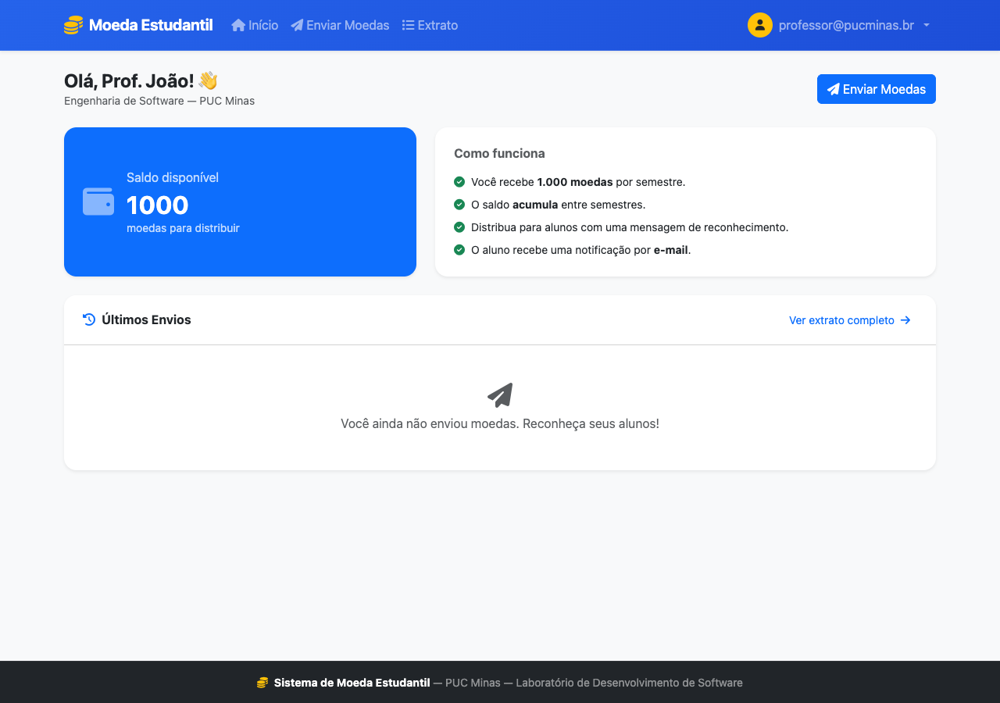 Moeda Estudantil Início Enviar Moedas Extrato professor@pucminas.br
Olá, Prof. João! 👋
Engenharia de Software — PUC Minas
Enviar Moedas
Saldo disponível
1000
moedas para distribuir
Como funciona
Você recebe 1.000 moedas por semestre.
O saldo acumula entre semestres.
Distribua para alunos com uma mensagem de reconhecimento.
O aluno recebe uma notificação por e-mail.
Últimos Envios
Ver extrato completo
Você ainda não enviou moedas. Reconheça seus alunos!
Sistema de Moeda Estudantil — PUC Minas — Laboratório de Desenvolvimento de Software